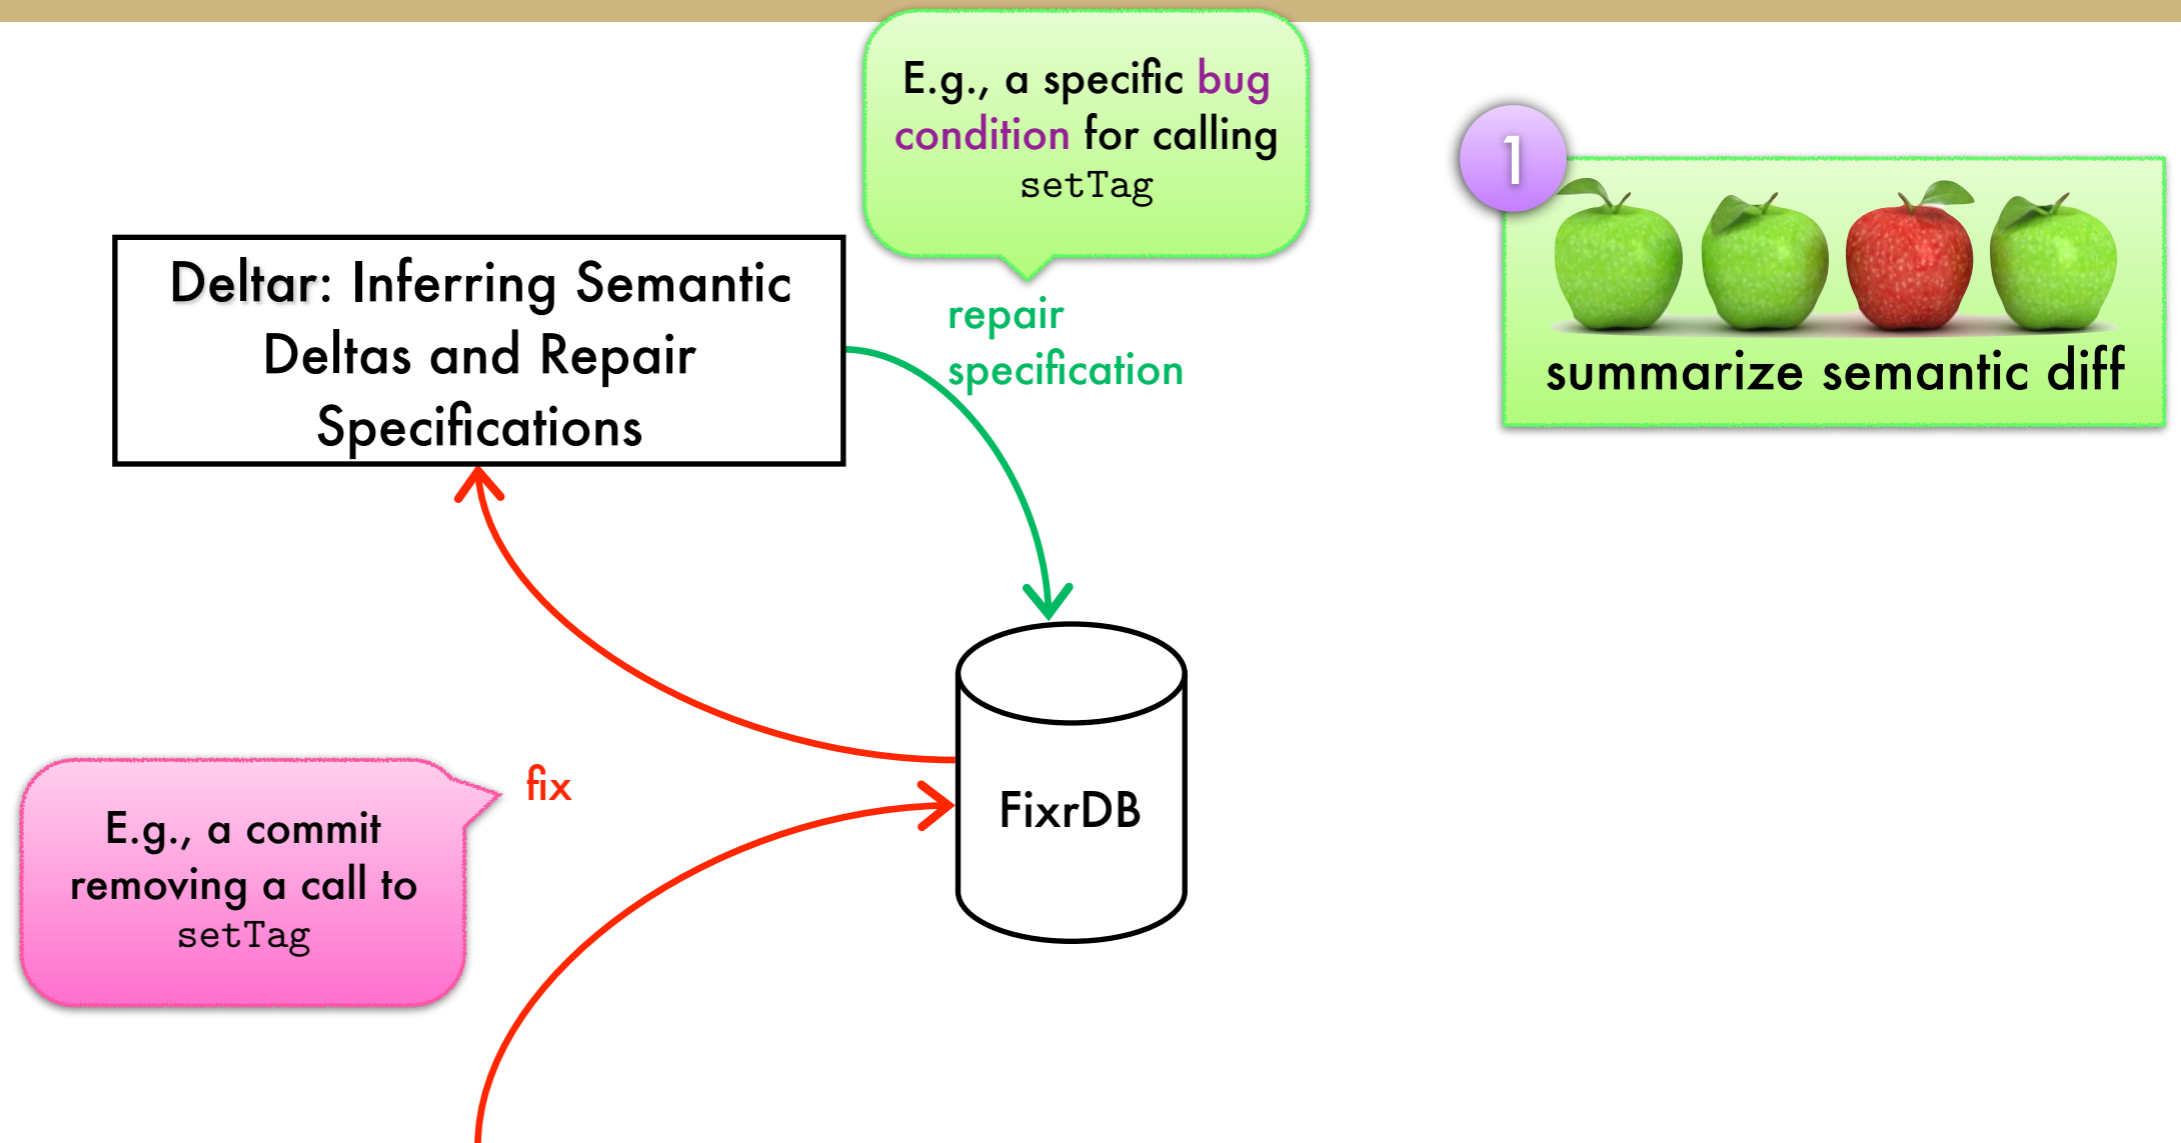 E.g., a specific bug
condition for calling
setTag
1
Deltar: Inferring Semantic
Deltas and Repair
Specifications
repair
specification
summarize semantic diff
fix
E.g., a commit
removing a call to
setTag
FixrDB